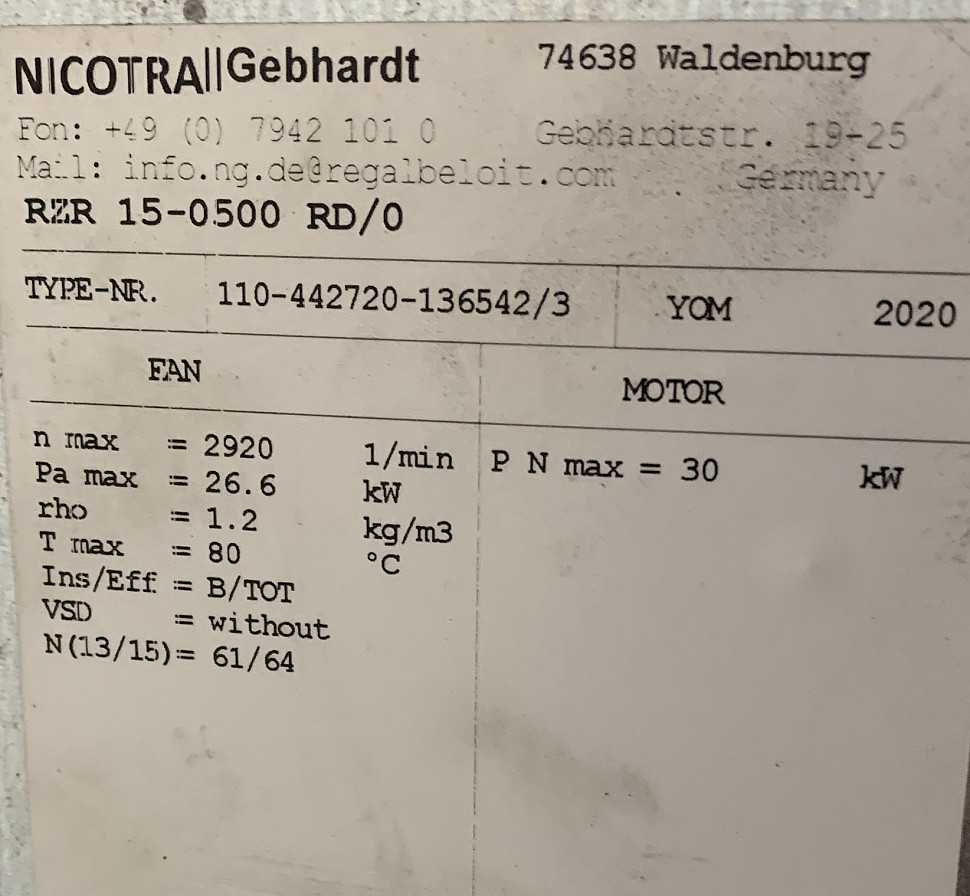 NICOTRA||Gebhardt 74638 Waldenburg
Fon: +49 (0) 7942 101 0 Gebhardtstr. 19-25
Mail: info.ng.de@regalbeloit.com Germany
RZR 15-0500 RD/0
TYPE-NR. 110-442720-136542/3 YOM 2020
FAN MOTOR
n max = 2920 1/min P N max = 30 kW
Pa max = 26.6 kW
rho = 1.2 kg/m3
T max = 80 °C
Ins/Eff = B/TOT
VSD = without
N(13/15)= 61/64